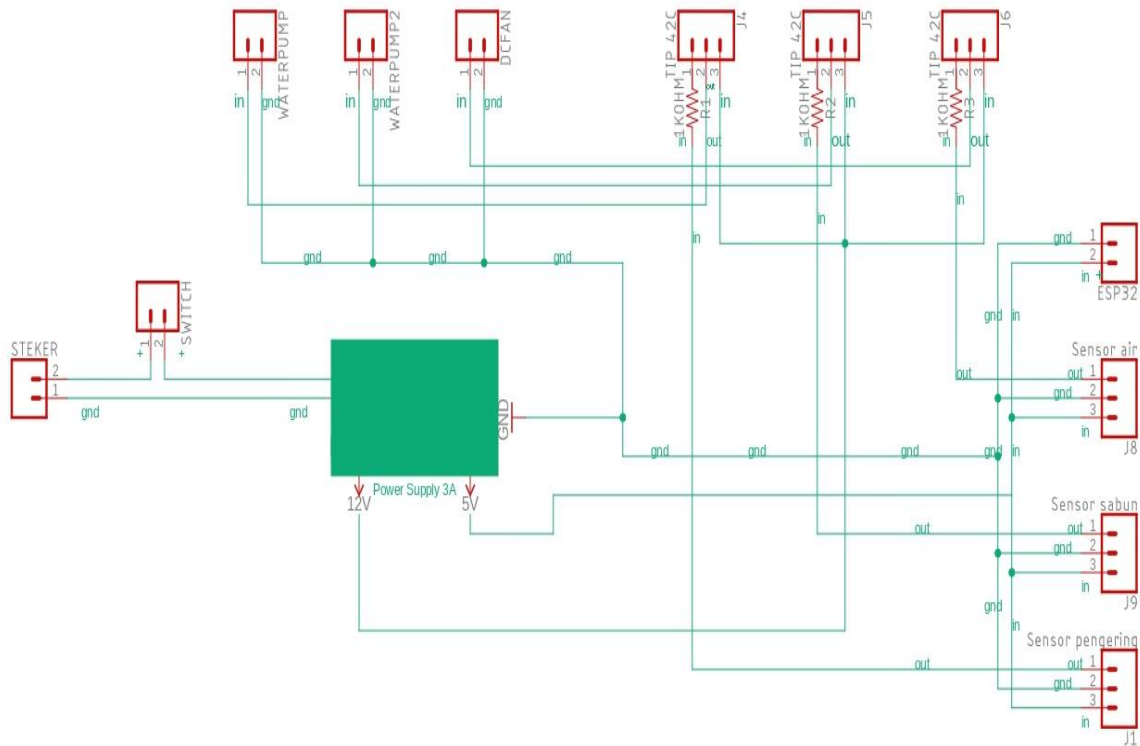 WATERPUMP
1
2
in
gnd
WATERPUMP2
1
2
in
gnd
DCFAN
1
2
in
gnd
TIP 42C
J4
1
2
3
1KOHM
R1
in
in
out
TIP 42C
J5
1
2
3
1KOHM
R2
in
in
out
TIP 42C
J6
1
2
3
1KOHM
R3
in
in
out
in
in
in
gnd
gnd
gnd
gnd
1
2
in +
ESP32
SWITCH
+
1
2
+
STEKER
2
1
gnd
gnd
GND
12V
Power Supply 3A
5V
gnd
in
Sensor air
out
1
gnd
2
3
in
J8
gnd
gnd
gnd
gnd
in
Sensor sabun
out
out
1
gnd
2
3
in
J9
gnd
in
Sensor pengering
out
out
1
gnd
2
3
in
J1